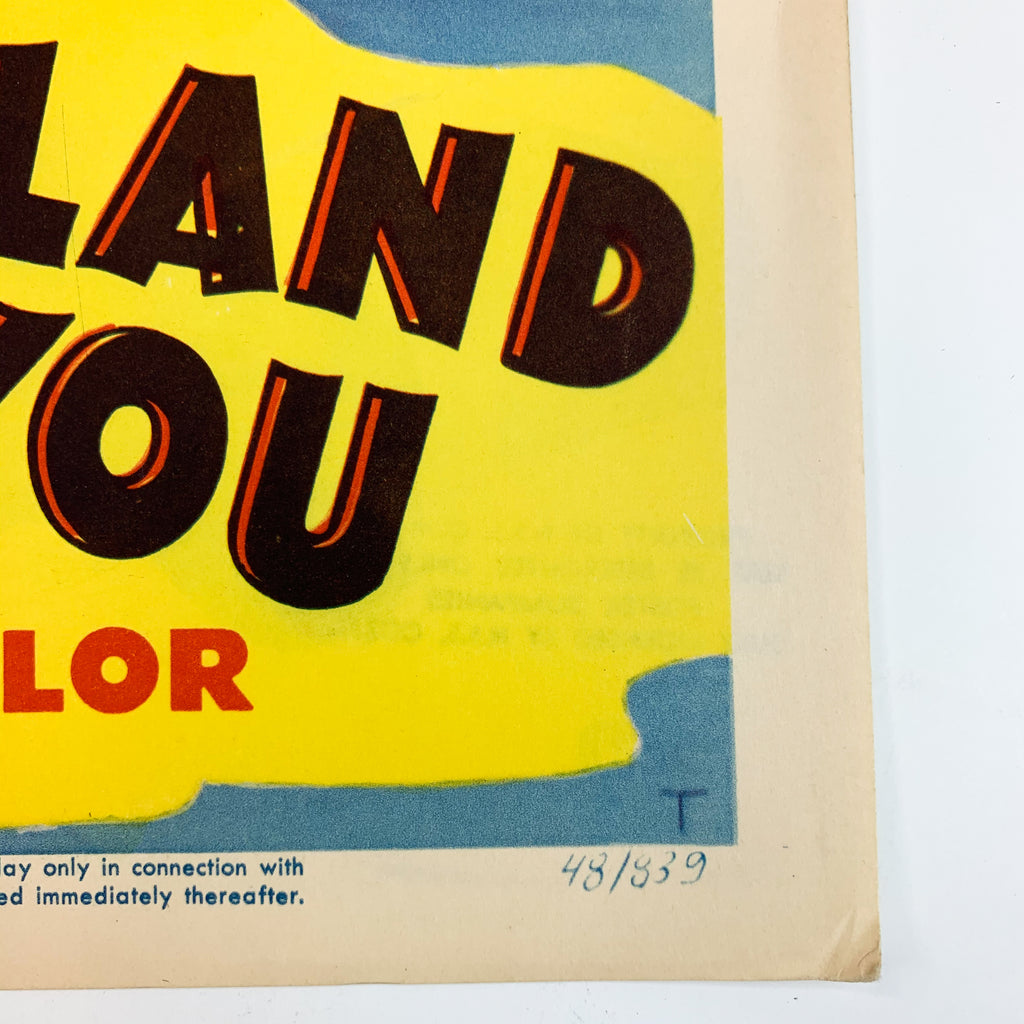 LAND
YOU
LOR
T
lay only in connection with
48/839
ed immediately thereafter.